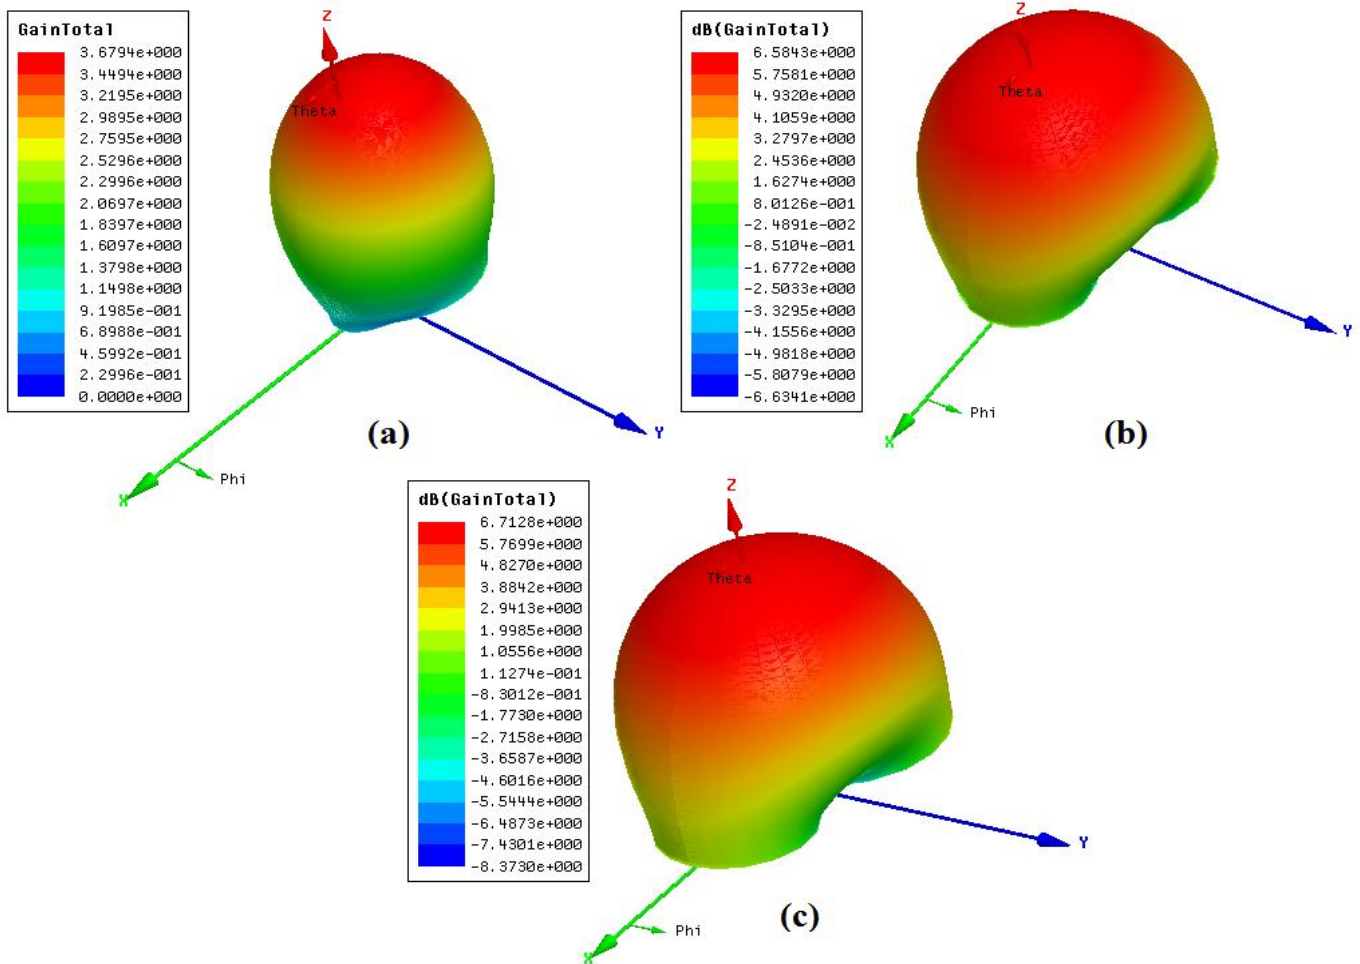 GainTotal
3.6794e+000
3.4494e+000
3.2195e+000
2.9895e+000
2.7595e+000
2.5296e+000
2.2996e+000
2.0697e+000
1.8397e+000
1.6097e+000
1.3798e+000
1.1498e+000
9.1985e-001
6.8988e-001
4.5992e-001
2.2996e-001
0.0000e+000
Z
Theta
Y
X
Phi
(a)
dB(GainTotal)
6.5843e+000
5.7581e+000
4.9320e+000
4.1059e+000
3.2797e+000
2.4536e+000
1.6274e+000
8.0126e-001
-2.4891e-002
-8.5104e-001
-1.6772e+000
-2.5033e+000
-3.3295e+000
-4.1556e+000
-4.9818e+000
-5.8079e+000
-6.6341e+000
Z
Theta
Y
X
Phi
(b)
dB(GainTotal)
6.7128e+000
5.7699e+000
4.8270e+000
3.8842e+000
2.9413e+000
1.9985e+000
1.0556e+000
1.1274e-001
-8.3012e-001
-1.7730e+000
-2.7158e+000
-3.6587e+000
-4.6016e+000
-5.5444e+000
-6.4873e+000
-7.4301e+000
-8.3730e+000
Z
Theta
Y
X
Phi
(c)